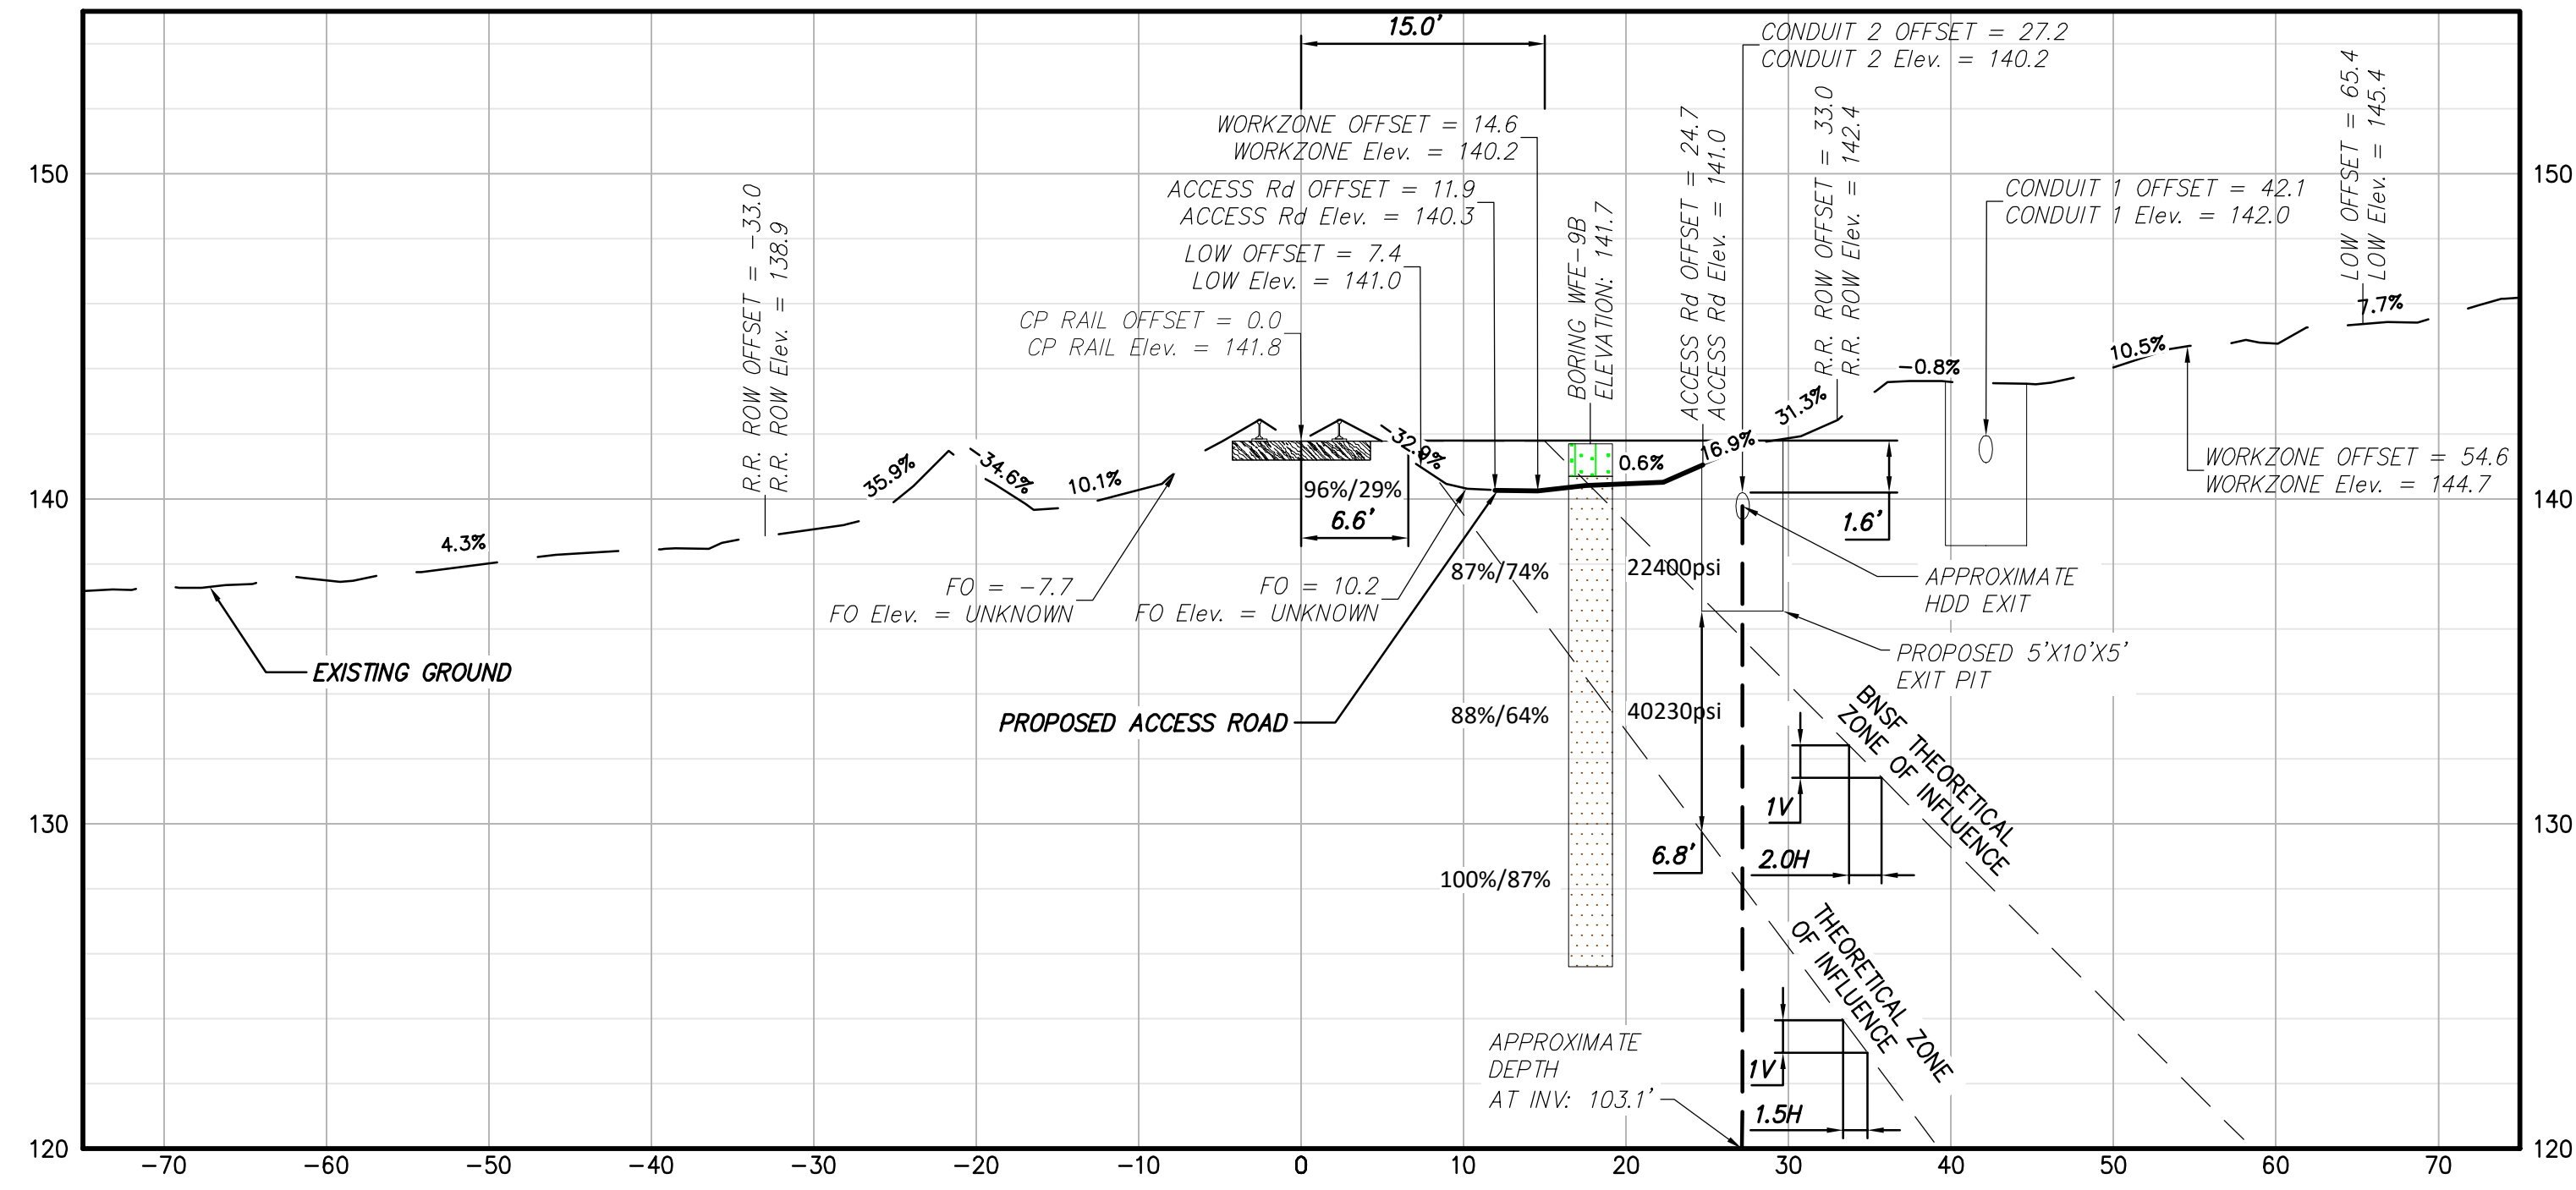 15.0'
CONDUIT 2 OFFSET = 27.2
CONDUIT 2 Elev. = 140.2
WORKZONE OFFSET = 14.6
WORKZONE Elev. = 140.2
ACCESS Rd OFFSET = 11.9
ACCESS Rd Elev. = 140.3
LOW OFFSET = 7.4
LOW Elev. = 141.0
CP RAIL OFFSET = 0.0
CP RAIL Elev. = 141.8
R.R. ROW OFFSET = -33.0
R.R. ROW Elev. = 138.9
BORING WFE-9B
ELEVATION: 141.7
ACCESS Rd OFFSET = 24.7
ACCESS Rd Elev. = 141.0
R.R. ROW OFFSET = 33.0
R.R. ROW Elev. = 142.4
CONDUIT 1 OFFSET = 42.1
CONDUIT 1 Elev. = 142.0
LOW OFFSET = 65.4
LOW Elev. = 145.4
150
150
140
140
130
130
120
120
4.3%
35.9%
-34.6%
10.1%
-32.9%
0.6%
16.9%
31.3%
-0.8%
10.5%
7.7%
WORKZONE OFFSET = 54.6
WORKZONE Elev. = 144.7
96%/29%
6.6'
1.6'
FO = -7.7
FO Elev. = UNKNOWN
FO = 10.2
FO Elev. = UNKNOWN
87%/74%
22400psi
APPROXIMATE
HDD EXIT
EXISTING GROUND
PROPOSED 5'X10'X5'
EXIT PIT
PROPOSED ACCESS ROAD
88%/64%
40230psi
BNSF THEORETICAL
ZONE OF INFLUENCE
1V
2.0H
6.8'
100%/87%
THEORETICAL ZONE
OF INFLUENCE
1V
1.5H
APPROXIMATE
DEPTH
AT INV: 103.1'
-70
-60
-50
-40
-30
-20
-10
0
10
20
30
40
50
60
70